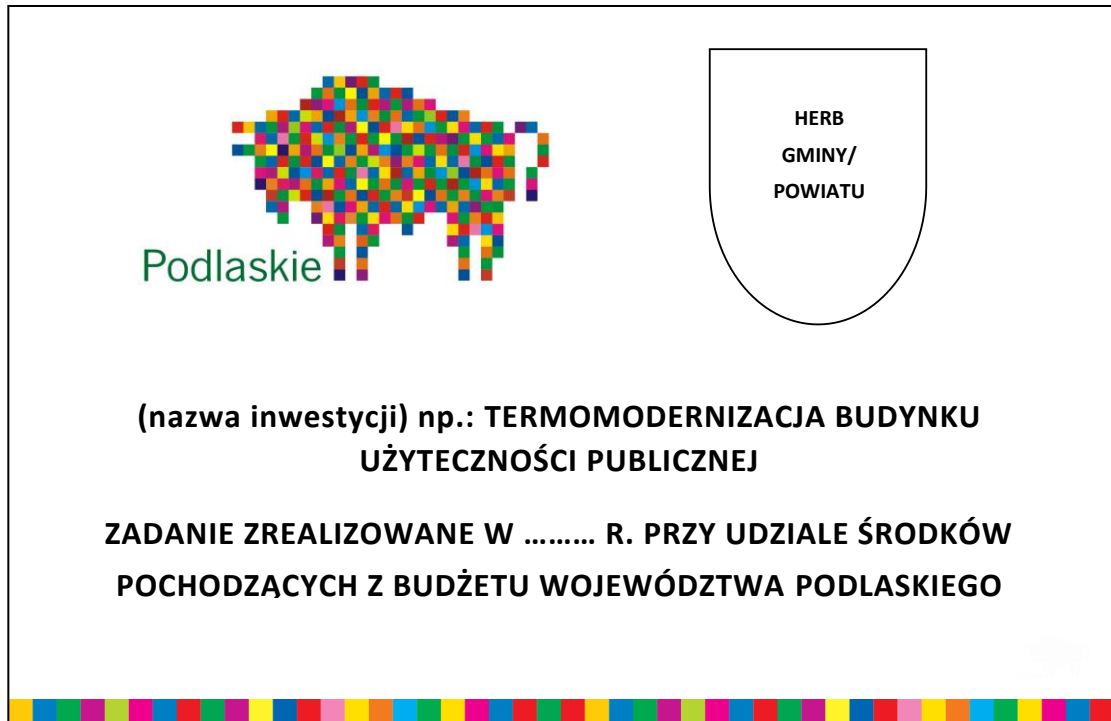 Podlaskie
HERB
GMINY/
POWIATU
(nazwa inwestycji) np.: TERMOMODERNIZACJA BUDYNKU
UŻYTECZNOŚCI PUBLICZNEJ
ZADANIE ZREALIZOWANE W ……… R. PRZY UDZIALE ŚRODKÓW
POCHODZĄCYCH Z BUDŻETU WOJEWÓDZTWA PODLASKIEGO